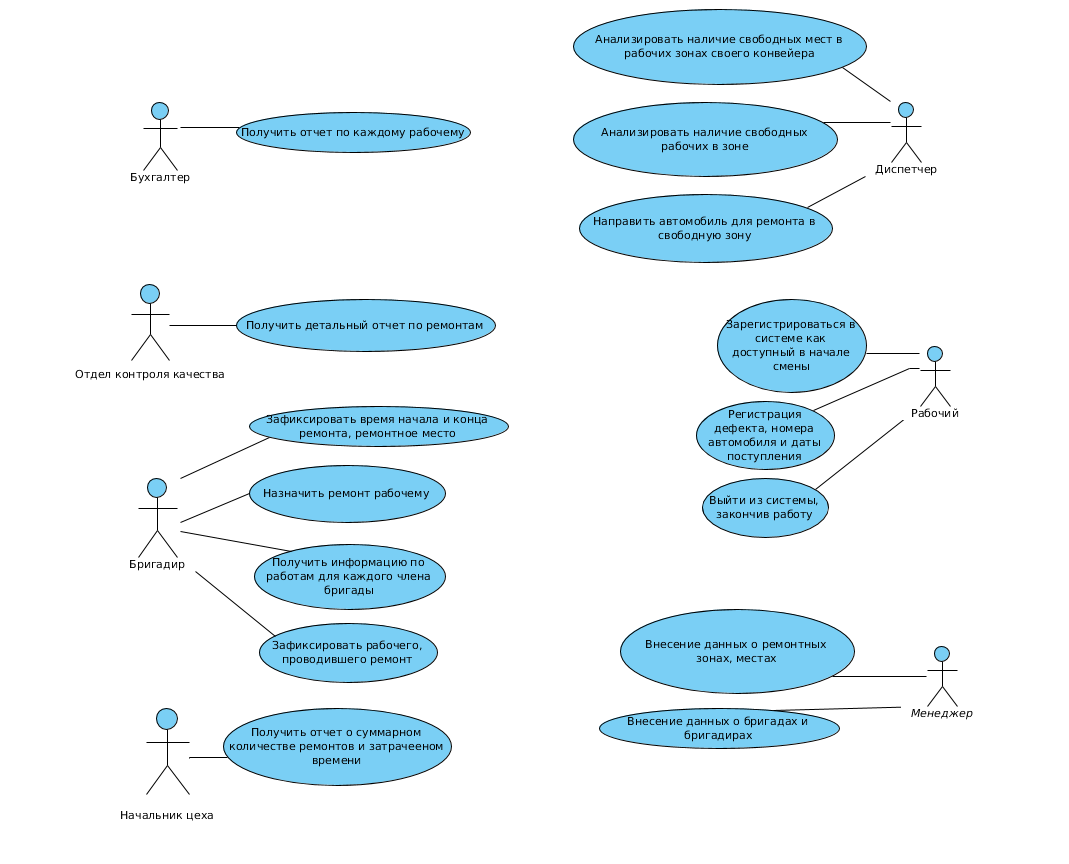 Анализировать наличие свободных мест в
рабочих зонах своего конвейера
Получить отчет по каждому рабочему
Бухгалтер
Анализировать наличие свободных
рабочих в зоне
Диспетчер
Направить автомобиль для ремонта в
свободную зону
Получить детальный отчет по ремонтам
Отдел контроля качества
Зарегистрироваться в
системе как
доступный в начале
смены
Рабочий
Регистрация
дефекта, номера
автомобиля и даты
поступления
Выйти из системы,
закончив работу
Зафиксировать время начала и конца
ремонта, ремонтное место
Назначить ремонт рабочему
Бригадир
Получить информацию по
работам для каждого члена
бригады
Зафиксировать рабочего,
проводившего ремонт
Внесение данных о ремонтных
зонах, местах
Менеджер
Внесение данных о бригадах и
бригадирах
Получить отчет о суммарном
количестве ремонтов и затрачееном
времени
Начальник цеха